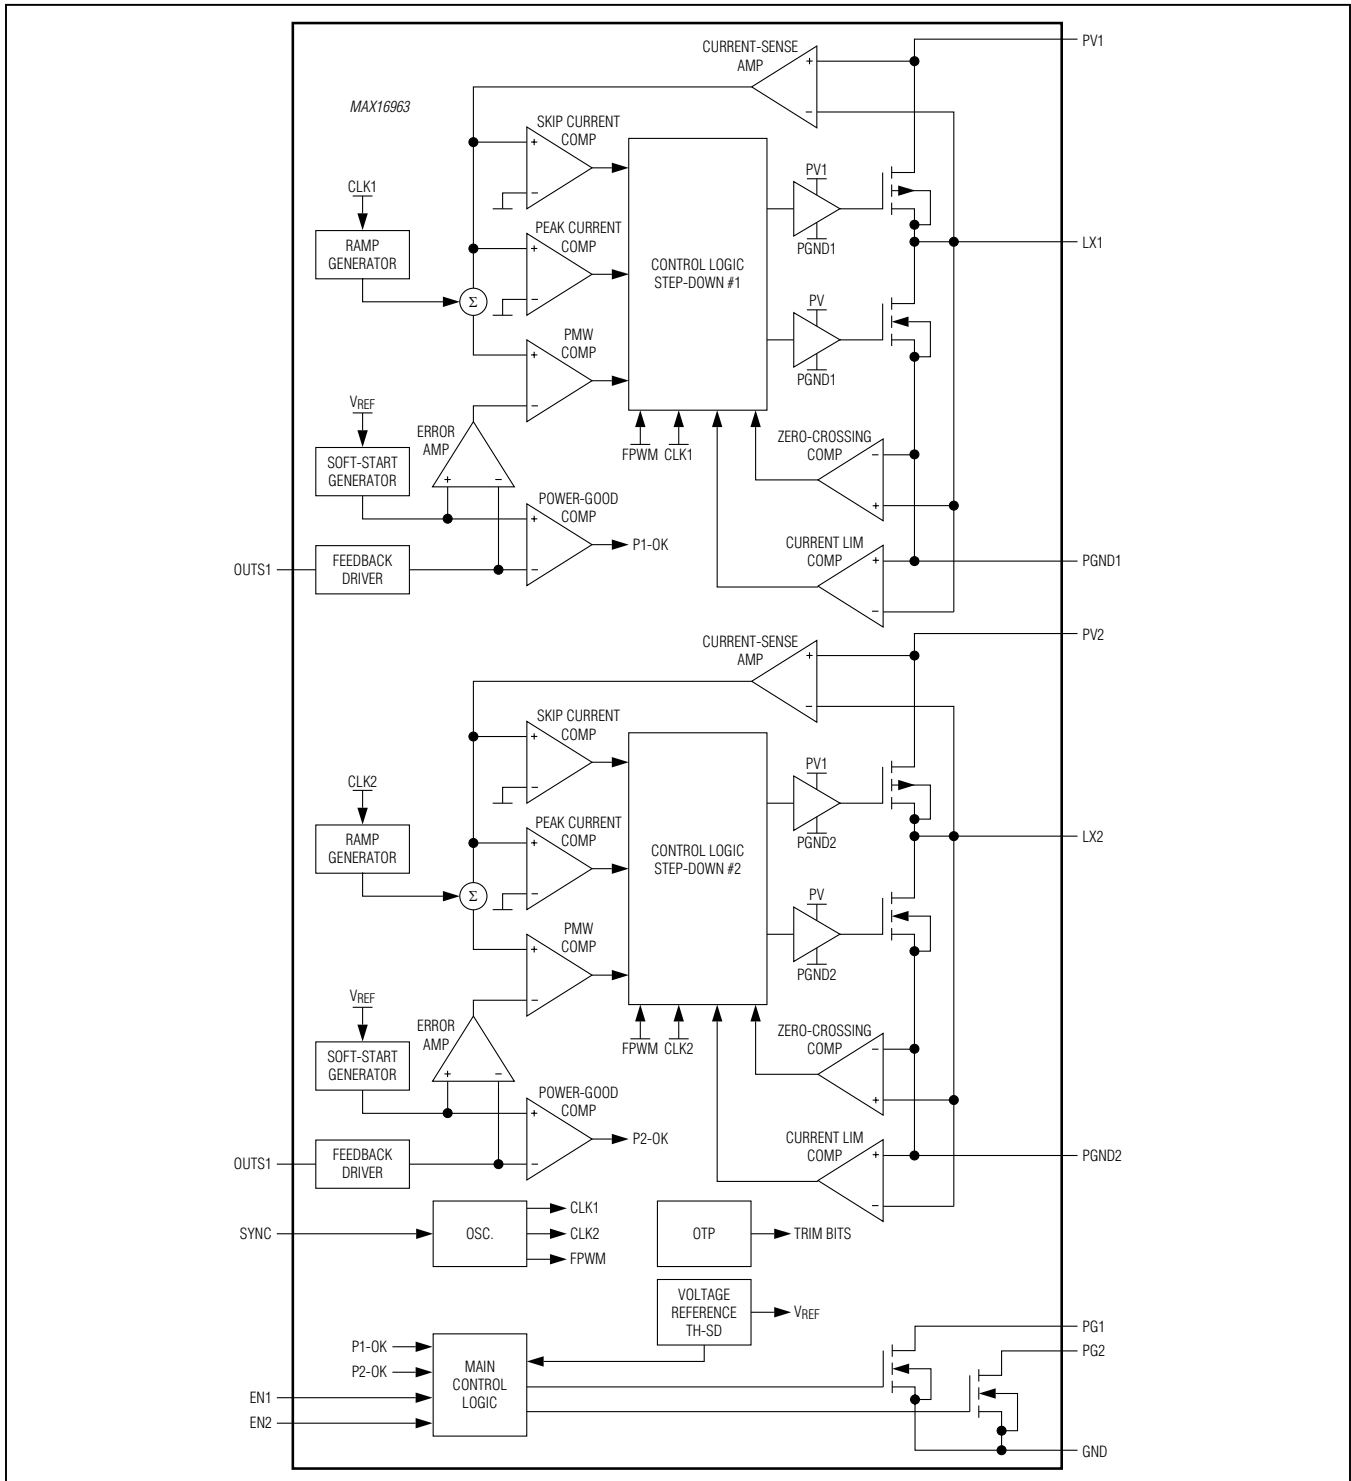 CURRENT-SENSE
AMP
+
−
PV1
MAX16963
SKIP CURRENT
COMP
+
−
CLK1
RAMP
GENERATOR
PEAK CURRENT
COMP
+
−
Σ
CONTROL LOGIC
STEP-DOWN #1
PV1
PGND1
LX1
PV
PGND1
PMW
COMP
+
−
VREF
SOFT-START
GENERATOR
ERROR
AMP
+
−
FPWM
CLK1
ZERO-CROSSING
COMP
−
+
POWER-GOOD
COMP
+
−
P1-OK
OUTS1
FEEDBACK
DRIVER
CURRENT LIM
COMP
+
−
PGND1
CURRENT-SENSE
AMP
+
−
PV2
SKIP CURRENT
COMP
+
−
CLK2
RAMP
GENERATOR
PEAK CURRENT
COMP
+
−
Σ
CONTROL LOGIC
STEP-DOWN #2
PV1
PGND2
LX2
PV
PGND2
PMW
COMP
+
−
VREF
SOFT-START
GENERATOR
ERROR
AMP
+
−
FPWM
CLK2
ZERO-CROSSING
COMP
−
+
POWER-GOOD
COMP
+
−
P2-OK
OUTS1
FEEDBACK
DRIVER
CURRENT LIM
COMP
+
−
PGND2
SYNC
OSC.
CLK1
CLK2
FPWM
OTP
TRIM BITS
VOLTAGE
REFERENCE
TH-SD
VREF
P1-OK
P2-OK
EN1
EN2
MAIN
CONTROL
LOGIC
PG1
PG2
GND